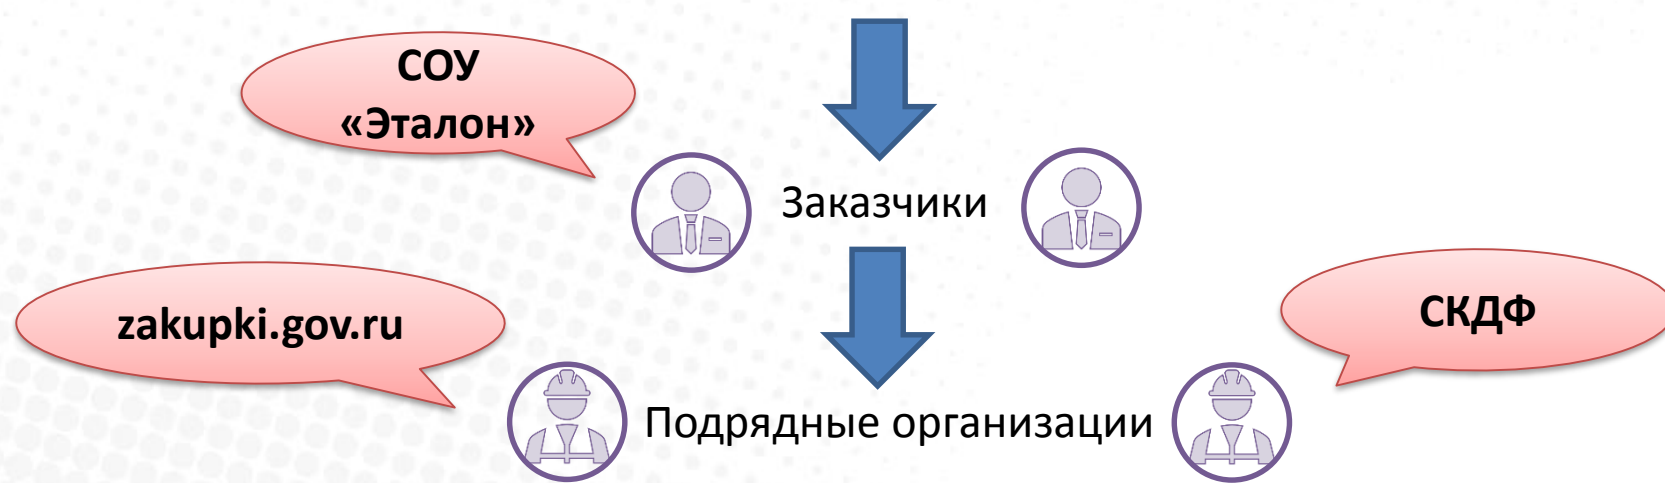 СОУ
«Эталон»
Заказчики
zakupki.gov.ru
СКДФ
Подрядные организации